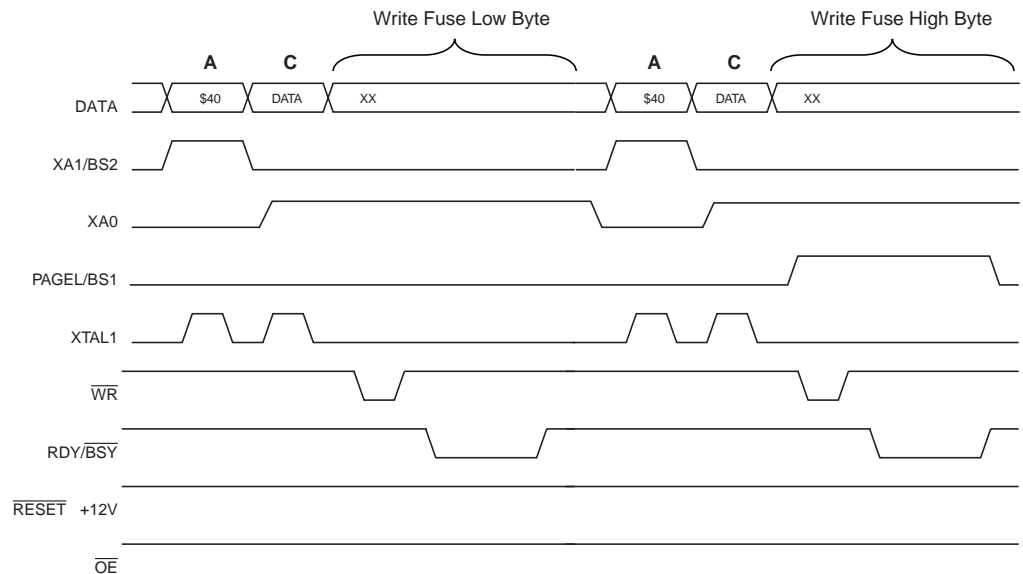 Write Fuse Low Byte Write Fuse High Byte
A C A C
DATA $40 DATA XX $40 DATA XX
XA1/BS2
XA0
PAGEL/BS1
XTAL1
WR
RDY/BSY
RESET +12V
OE